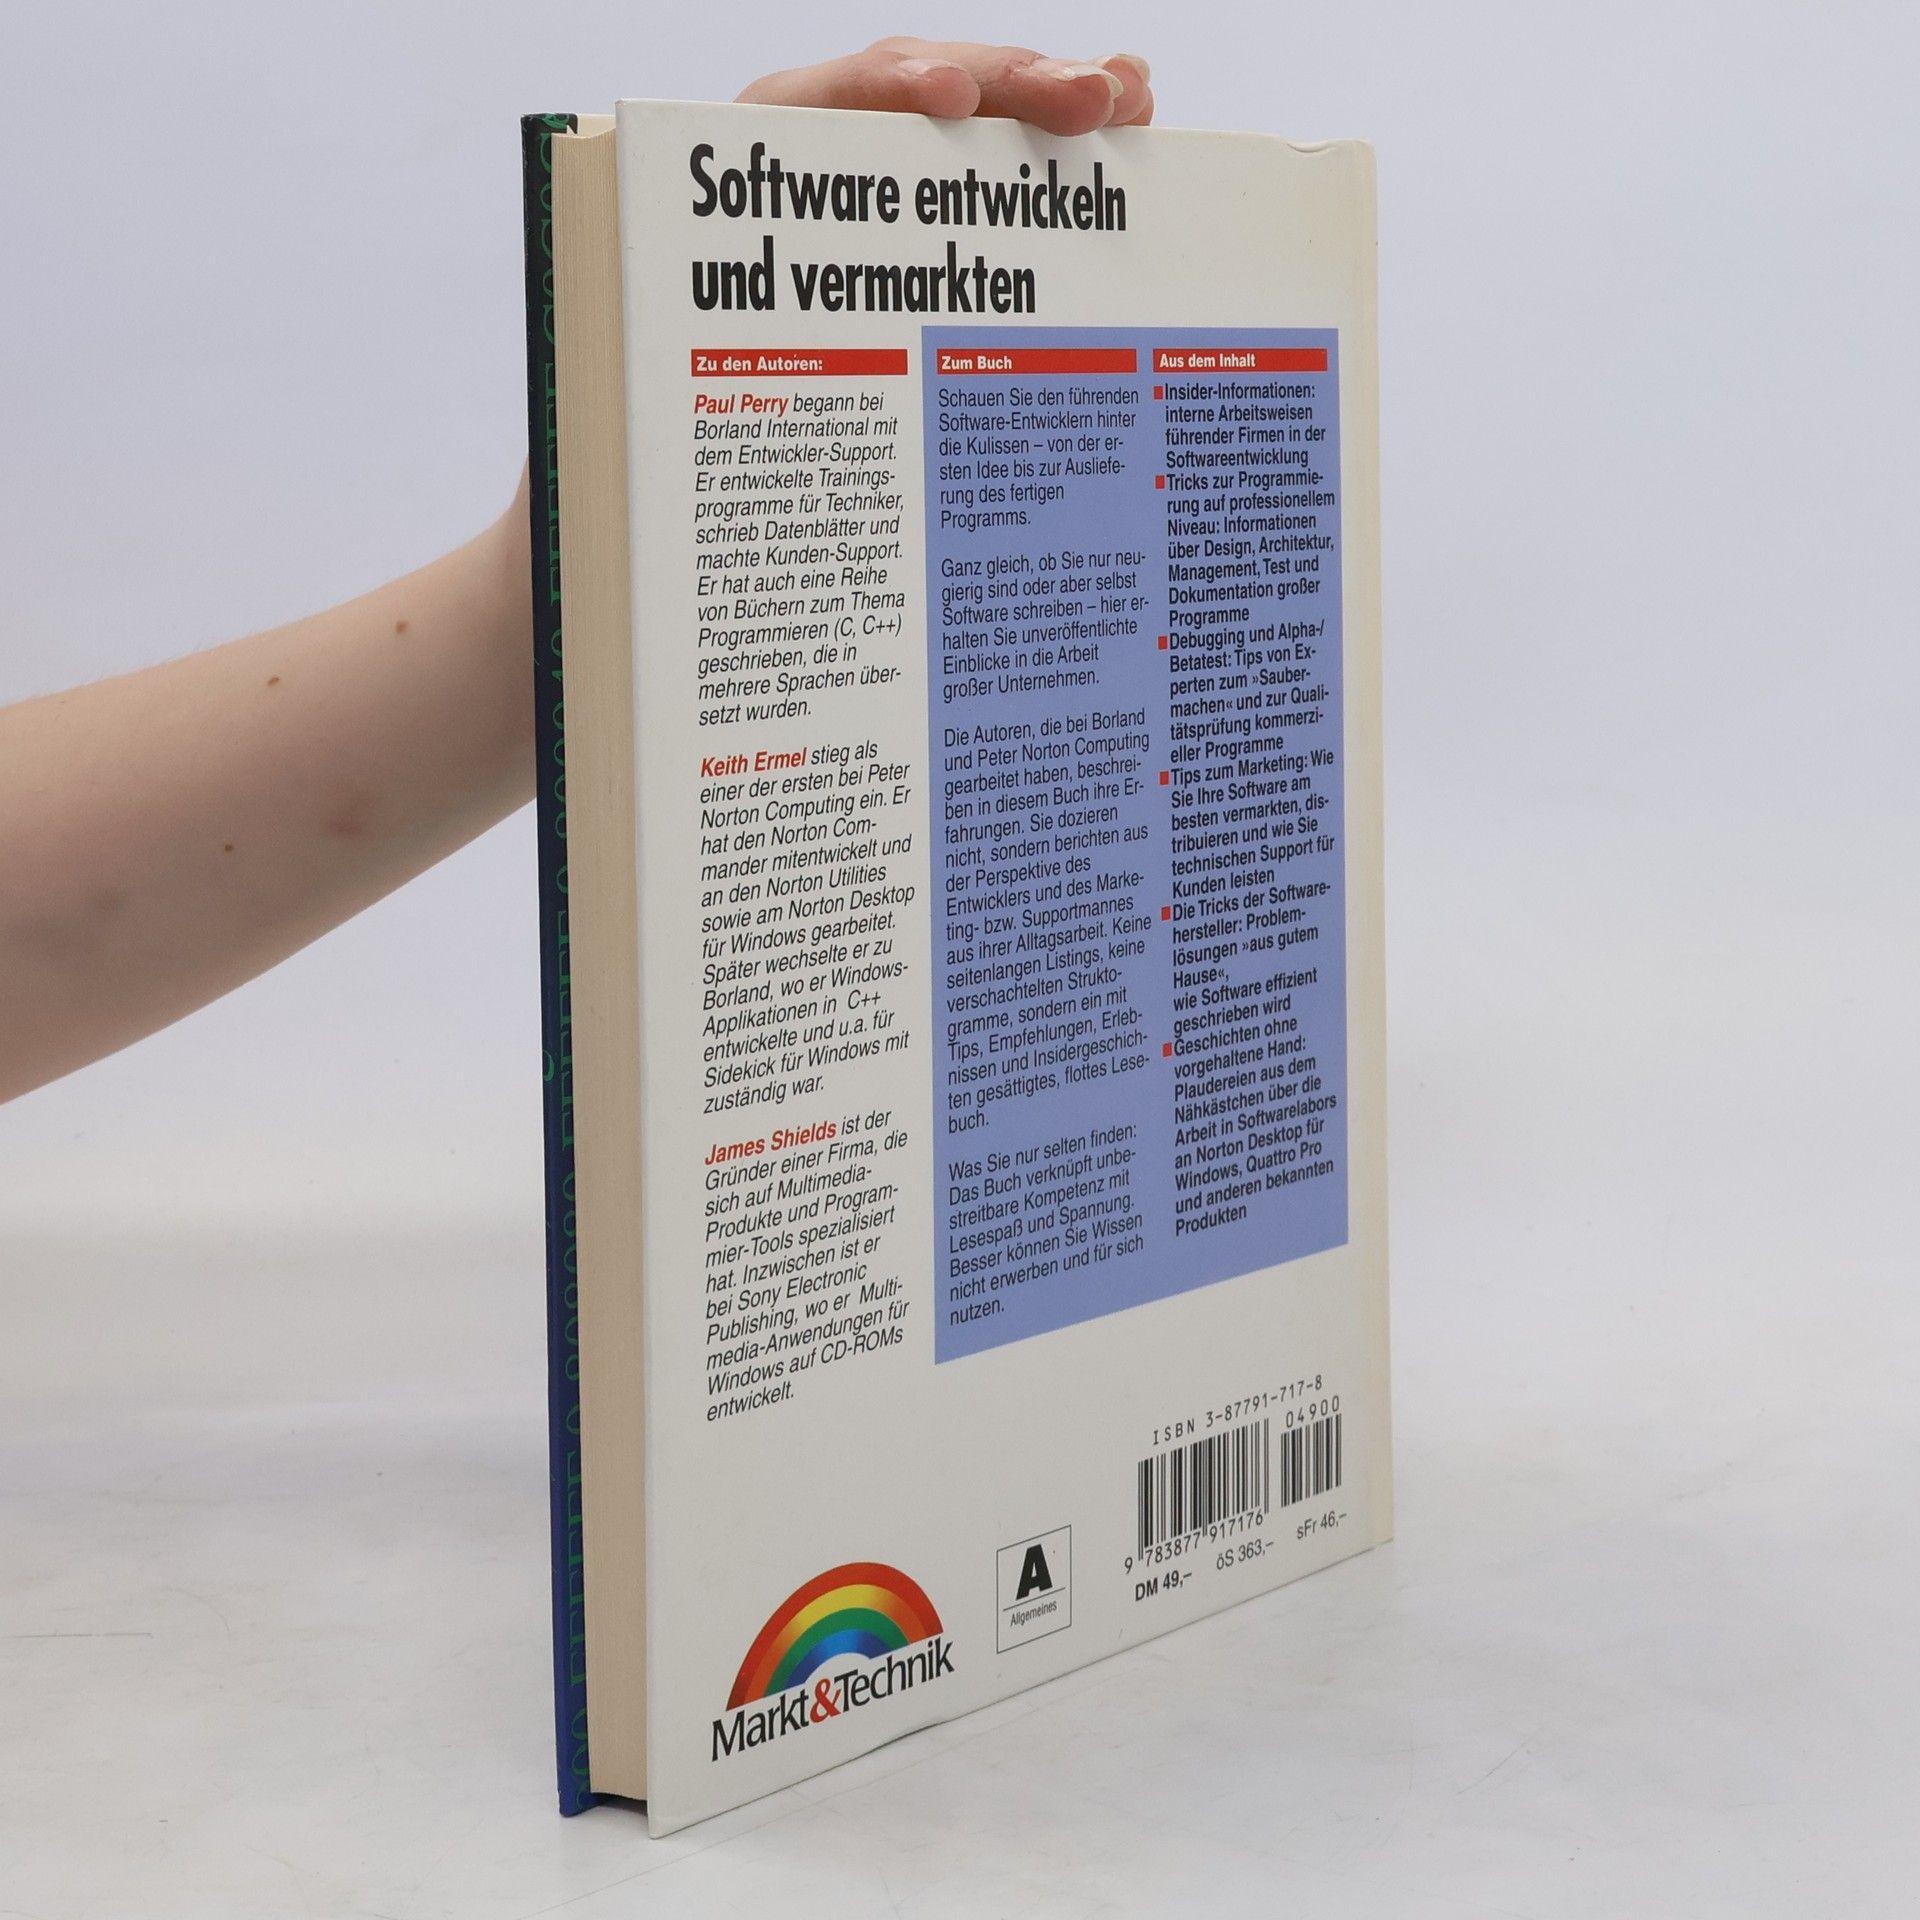 Software entwickeln
und vermarkten
Zu den Autoren:
Paul Perry begann bei
Borland International mit
dem Entwickler-Support.
Er entwickelte Trainings-
programme für Techniker,
schrieb Datenblätter und
machte Kunden-Support.
Er hat auch eine Reihe
von Büchern zum Thema
Programmieren (C, C++)
geschrieben, die in
mehrere Sprachen über-
setzt wurden.
Keith Ermel stieg als
einer der ersten bei Peter
Norton Computing ein. Er
hat den Norton Com-
mander mitentwickelt und
an den Norton Utilities
sowie am Norton Desktop
für Windows gearbeitet.
Später wechselte er zu
Borland, wo er Windows-
Applikationen in C++
entwickelte und u.a. für
Sidekick für Windows mit
zuständig war.
James Shields ist der
Gründer einer Firma, die
sich auf Multimedia-
Produkte und Program-
mier-Tools spezialisiert
hat. Inzwischen ist er
bei Sony Electronic
Publishing, wo er Multi-
media-Anwendungen für
Windows auf CD-ROMs
entwickelt.
Zum Buch
Schauen Sie den führenden
Software-Entwicklern hinter
die Kulissen – von der er-
sten Idee bis zur Ausliefe-
rung des fertigen
Programms.
Ganz gleich, ob Sie nur neu-
gierig sind oder aber selbst
Software schreiben – hier er-
halten Sie unveröffentlichte
Einblicke in die Arbeit
großer Unternehmen.
Die Autoren, die bei Borland
und Peter Norton Computing
gearbeitet haben, beschrei-
ben in diesem Buch ihre Er-
fahrungen. Sie dozieren
nicht, sondern berichten aus
der Perspektive des
Entwicklers und des Marke-
ting- bzw. Supportmannes
aus ihrer Alltagsarbeit. Keine
seitenlangen Listings, keine
verschachtelten Strukto-
gramme, sondern ein mit
Tips, Empfehlungen, Erleb-
nissen und Insidergeschich-
ten gesättigtes, flottes Lese-
buch.
Was Sie nur selten finden:
Das Buch verknüpft unbe-
streitbare Kompetenz mit
Lesespaß und Spannung.
Besser können Sie Wissen
nicht erwerben und für sich
nutzen.
Aus dem Inhalt
Insider-Informationen:
interne Arbeitsweisen
führender Firmen in der
Softwareentwicklung
Tricks zur Programmie-
rung auf professionellem
Niveau: Informationen
über Design, Architektur,
Management, Test und
Dokumentation großer
Programme
Debugging und Alpha-/
Betatest: Tips von Ex-
perten zum »Sauber-
machen« und zur Quali-
tätsprüfung kommerzi-
eller Programme
Tips zum Marketing: Wie
Sie Ihre Software am
besten vermarkten, dis-
tribuieren und wie Sie
technischen Support für
Kunden leisten
Die Tricks der Software-
hersteller: Problem-
lösungen »aus gutem
Hause«,
wie Software effizient
geschrieben wird
Geschichten ohne
vorgehaltene Hand:
Plaudereien aus dem
Nähkästchen über die
Arbeit in Softwarelabors
an Norton Desktop für
Windows, Quattro Pro
und anderen bekannten
Produkten
ISBN 3-87791-717-8
04900
9 783877 917176
DM 49,– öS 363,– sFr 46,–
A
Allgemeines
Markt&Technik